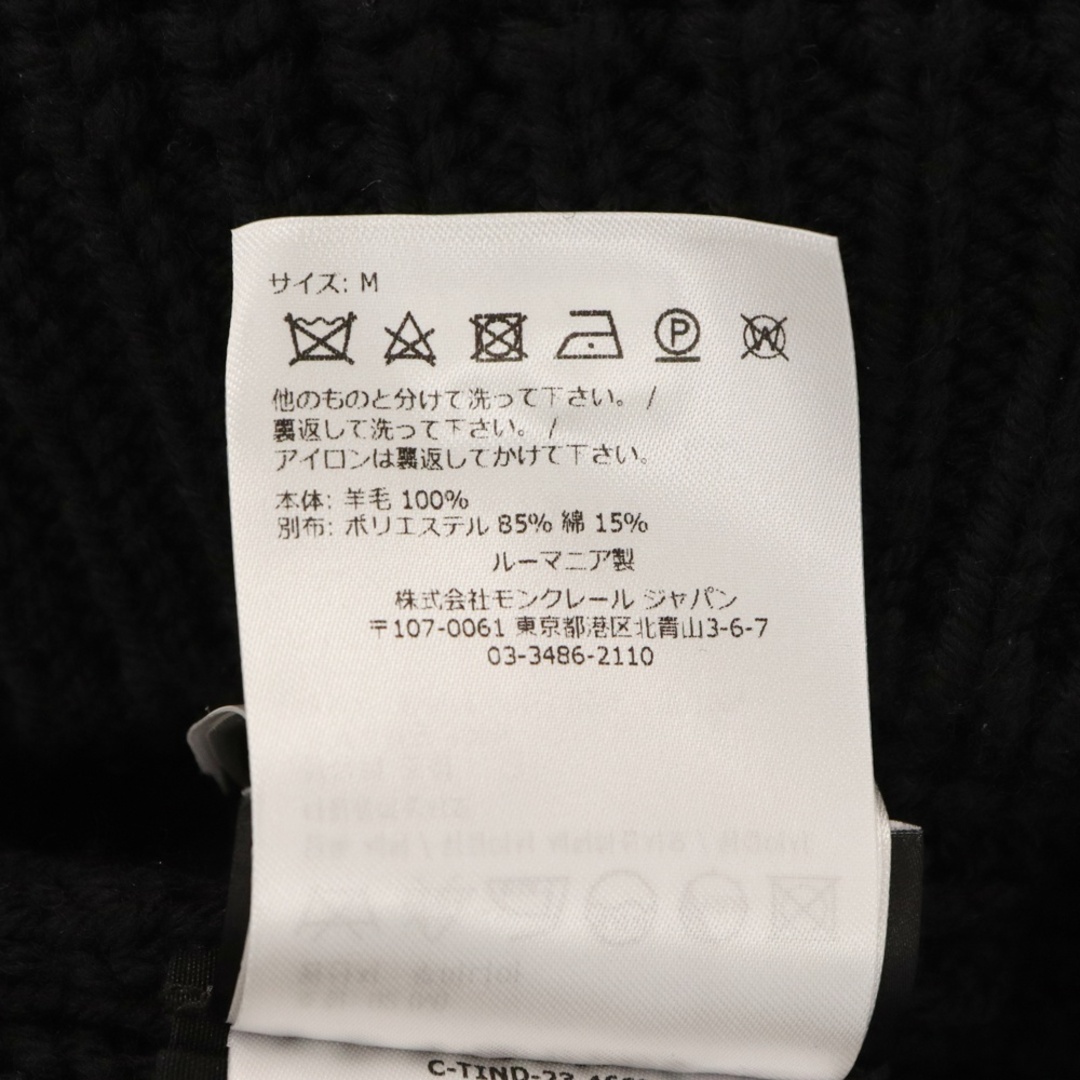 サイズ: M
P
W
他のものと分けて洗って下さい。 /
裏返して洗って下さい。 /
アイロンは裏返してかけて下さい。
本体: 羊毛 100%
別布: ポリエステル 85% 綿 15%
ルーマニア製
株式会社モンクレール ジャパン
〒107-0061 東京都港区北青山3-6-7
03-3486-2110
C-TIND-23